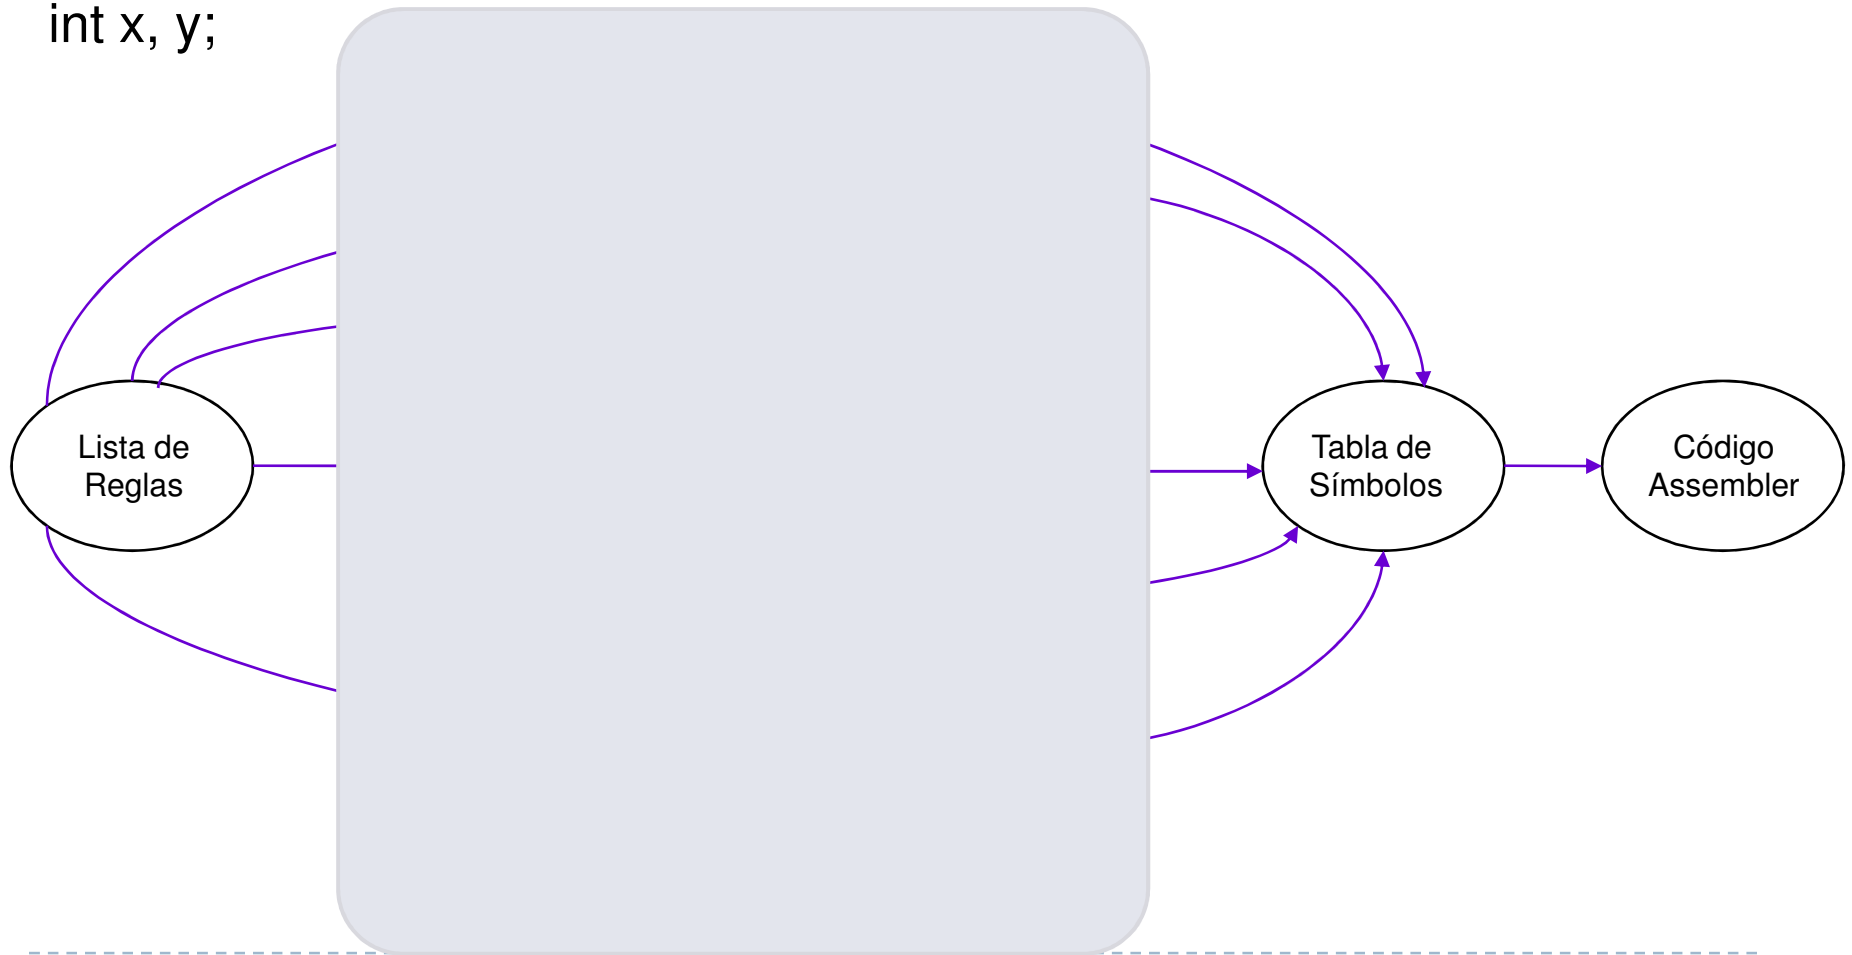 int x, y;
Lista de
Reglas
Tabla de
Símbolos
Código
Assembler